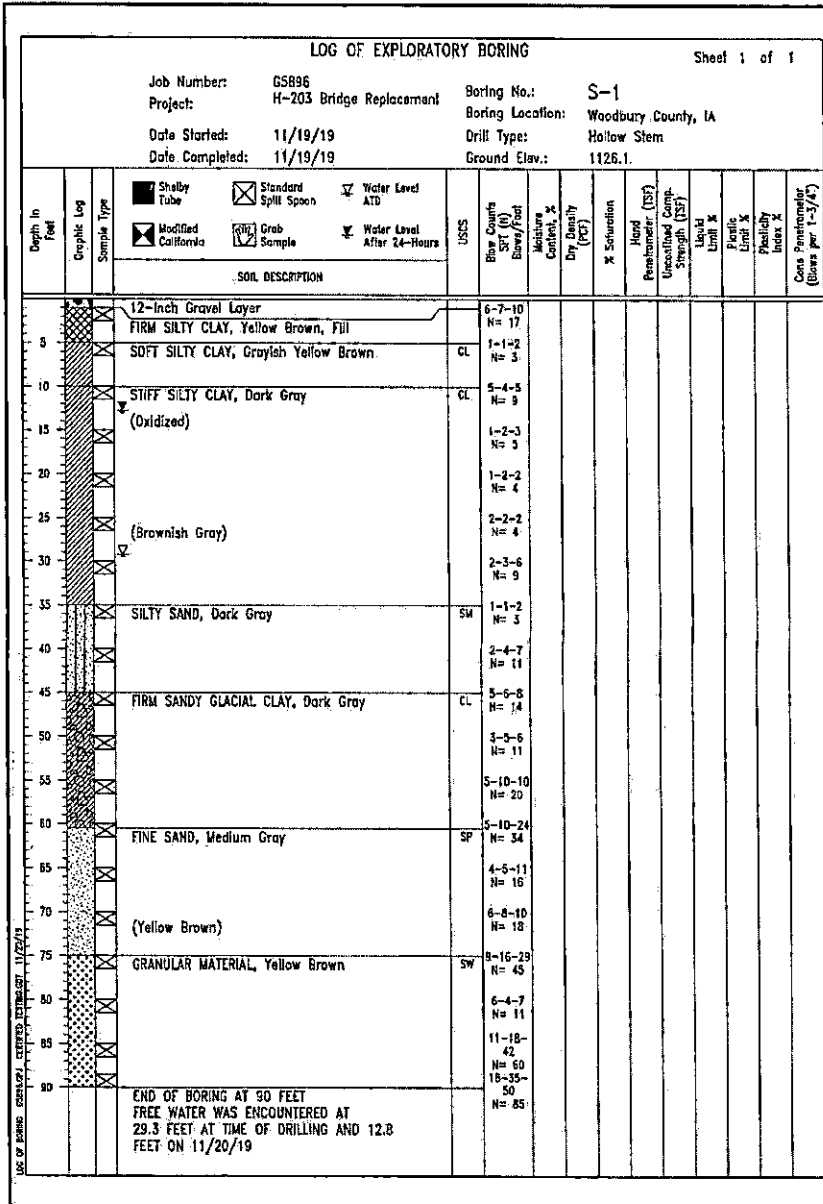 LOG OF EXPLORATORY BORING
Sheet 1 of 1
Job Number: G5896
Project: H-203 Bridge Replacement
Date Started: 11/19/19
Date Completed: 11/19/19
Boring No.: S-1
Boring Location: Woodbury County, IA
Drill Type: Hollow Stem
Ground Elev.: 1126.1.
Depth In Feet
Graphic Log
Sample Type
Shelby Tube
Standard Split Spoon
Water Level ATD
Modified California
Grab Sample
Water Level After 24-Hours
SOIL DESCRIPTION
USCS
Blow Counts SPT (N) Blows/Foot
Moisture Content, %
Dry Density (PCF)
% Saturation
Hand Penetrometer (TSF)
Unconfined Comp. Strength (TSF)
Liquid Limit %
Plastic Limit %
Plasticity Index %
Cone Penetrometer (Blows per 1-3/4")
12-Inch Gravel Layer
6-7-10
N= 17
FIRM SILTY CLAY, Yellow Brown, Fill
5
SOFT SILTY CLAY, Grayish Yellow Brown
CL
1-1-2
N= 3
10
STIFF SILTY CLAY, Dark Gray
CL
5-4-5
N= 9
(Oxidized)
15
1-2-3
N= 5
20
1-2-2
N= 4
25
2-2-2
N= 4
(Brownish Gray)
30
2-3-6
N= 9
35
SILTY SAND, Dark Gray
SM
1-1-2
N= 3
40
2-4-7
N= 11
45
FIRM SANDY GLACIAL CLAY, Dark Gray
CL
5-6-8
N= 14
50
3-5-6
N= 11
55
5-10-10
N= 20
60
FINE SAND, Medium Gray
SP
5-10-24
N= 34
65
4-5-11
N= 16
70
6-8-10
N= 18
(Yellow Brown)
75
GRANULAR MATERIAL, Yellow Brown
SW
9-16-29
N= 45
80
6-4-7
N= 11
85
11-18-
42
N= 60
90
18-35-
50
N= 85
END OF BORING AT 90 FEET
FREE WATER WAS ENCOUNTERED AT
29.3 FEET AT TIME OF DRILLING AND 12.8
FEET ON 11/20/19
LOG OF BORING G5896.GPJ CERTIFIED TESTING.GDT 11/25/19